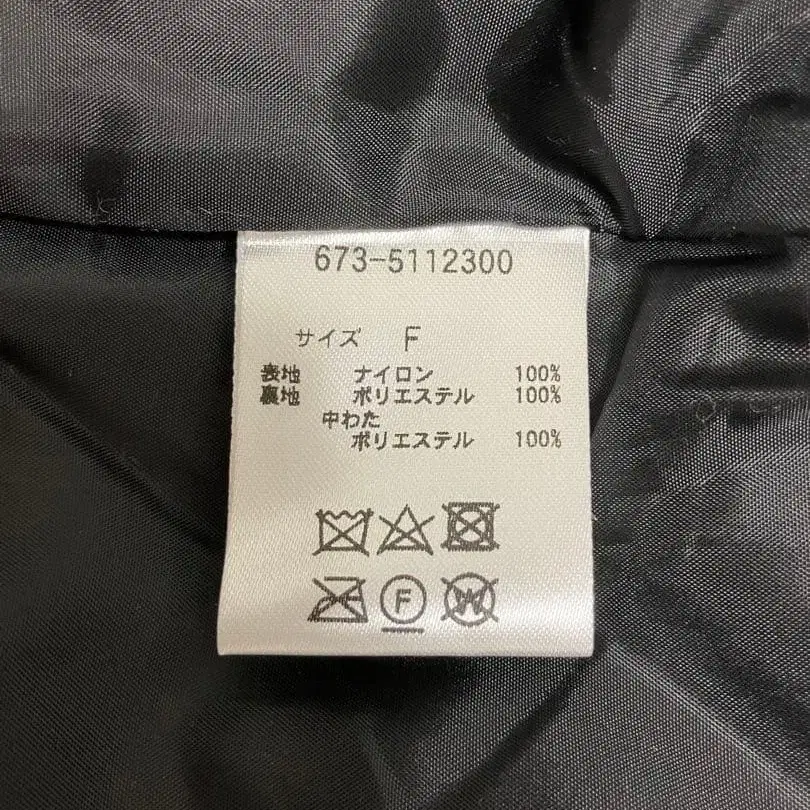 673-5112300
サイズ F
表地 ナイロン 100%
裏地 ポリエステル 100%
中わた
ポリエステル 100%
F W